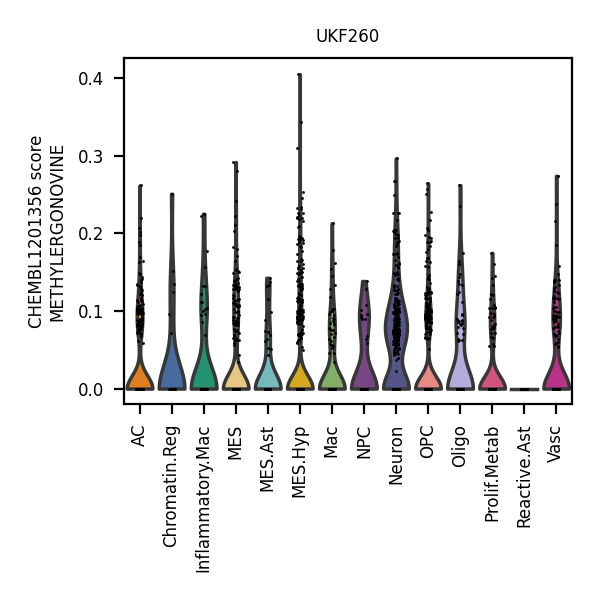 UKF260
CHEMBL1201356 score
METHYLERGONOVINE
0.4
0.3
0.2
0.1
0.0
AC
Chromatin.Reg
Inflammatory.Mac
MES
MES.Ast
MES.Hyp
Mac
NPC
Neuron
OPC
Oligo
Prolif.Metab
Reactive.Ast
Vasc